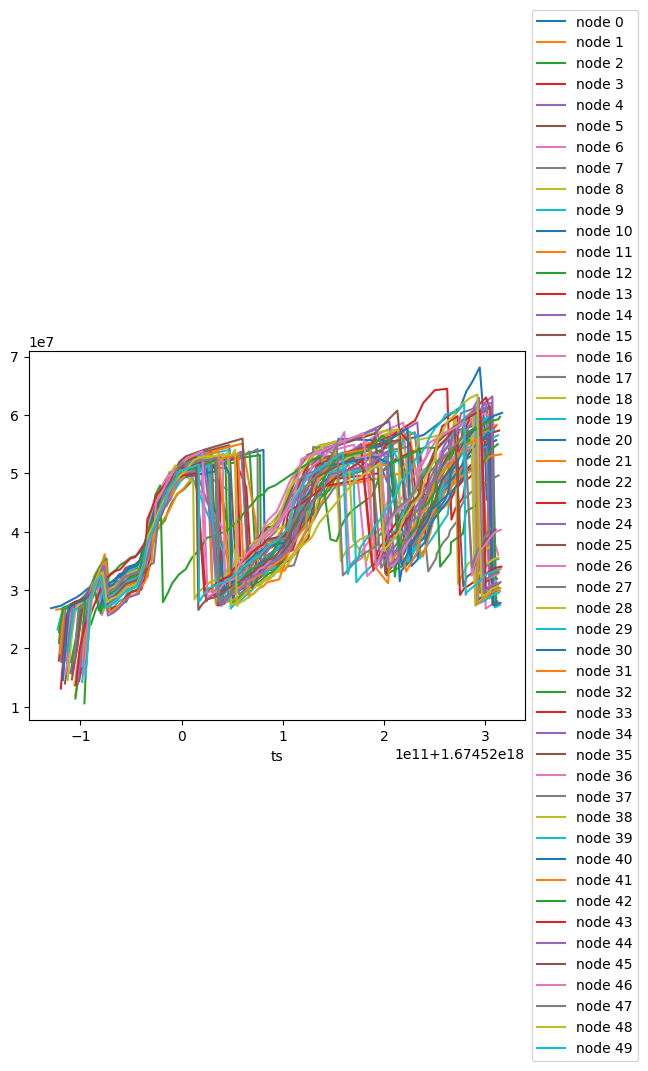 1e7
7
6
5
4
3
2
1
−1 0 1 2 3
ts
1e11+1.67452e18
node 0
node 1
node 2
node 3
node 4
node 5
node 6
node 7
node 8
node 9
node 10
node 11
node 12
node 13
node 14
node 15
node 16
node 17
node 18
node 19
node 20
node 21
node 22
node 23
node 24
node 25
node 26
node 27
node 28
node 29
node 30
node 31
node 32
node 33
node 34
node 35
node 36
node 37
node 38
node 39
node 40
node 41
node 42
node 43
node 44
node 45
node 46
node 47
node 48
node 49